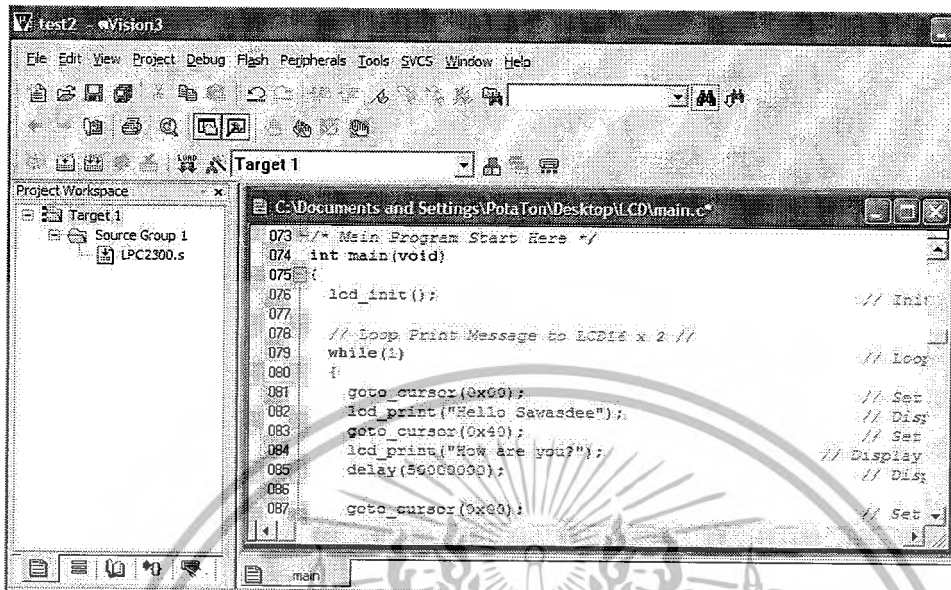 test2 - µVision3
File Edit View Project Debug Flash Peripherals Tools SVCS Window Help
LOAD Target 1
Project Workspace
Target 1
Source Group 1
LPC2300.s
C:\Documents and Settings\PotaTon\Desktop\LCD\main.c*
073 /* Main Program Start Here */
074 int main(void)
075 {
076 lcd_init(); // Init
077
078 // Loop Print Message to LCD16 x 2 //
079 while(1) // Loop
080 {
081 goto_cursor(0x00); // Set
082 lcd_print("Hello Sawasdee"); // Disp
083 goto_cursor(0x40); // Set
084 lcd_print("How are you?"); // Display
085 delay(50000000); // Disp
086
087 goto_cursor(0x00); // Set
main